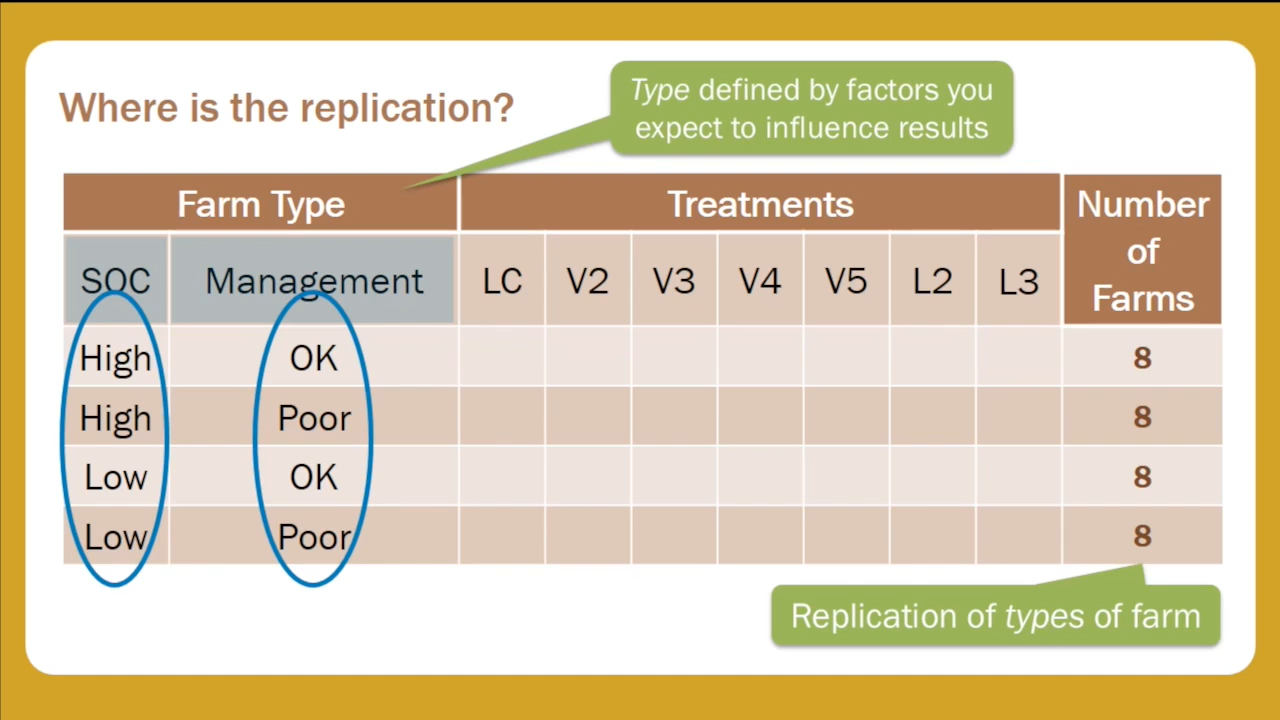 Where is the replication?
Type defined by factors you
expect to influence results
Farm Type Treatments Number
of
Farms
SOC Management LC V2 V3 V4 V5 L2 L3
High OK 8
High Poor 8
Low OK 8
Low Poor 8
Replication of types of farm